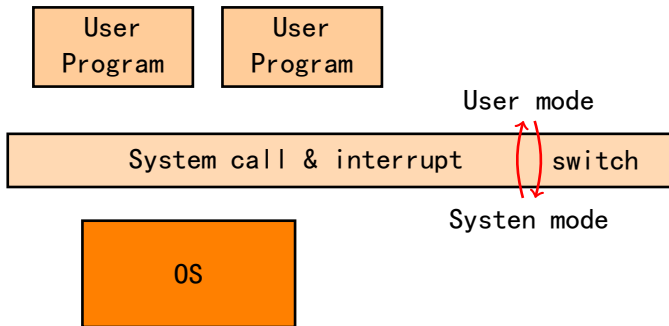 User
Program
User
Program
User mode
System call & interrupt
switch
Systen mode
OS